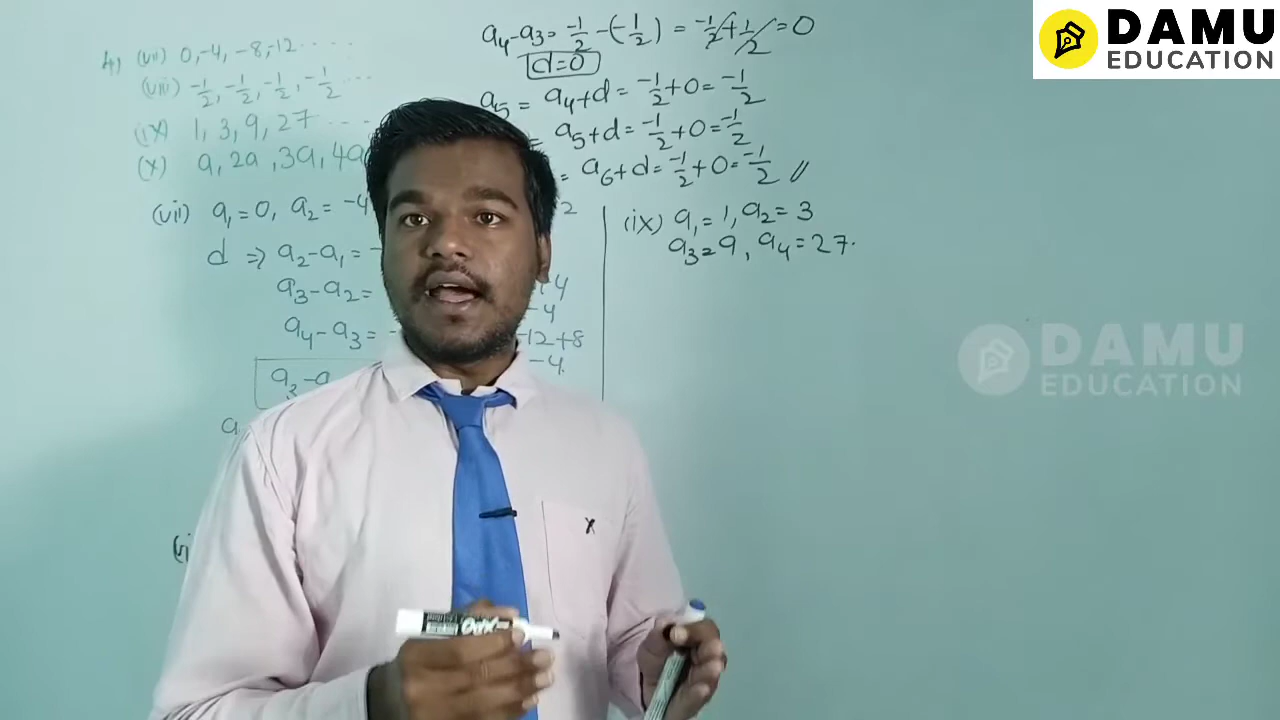 DAMU
EDUCATION
4) (vii) 0, -4, -8, -12 .....
(viii) -1/2, -1/2, -1/2, -1/2 ...
(ix) 1, 3, 9, 27 .....
(x) a, 2a, 3a, 4a
(vii) a₁ = 0, a₂ = -4
d ⇒ a₂ - a₁ =
a₃ - a₂ =
a₄ - a₃ =
-12 + 8
-4
a₄ - a₃ = -1/2 - (-1/2) = -1/2 + 1/2 = 0
d = 0
a₅ = a₄ + d = -1/2 + 0 = -1/2
= a₅ + d = -1/2 + 0 = -1/2
= a₆ + d = -1/2 + 0 = -1/2 //
(ix) a₁ = 1, a₂ = 3
a₃ = 9, a₄ = 27.
DAMU
EDUCATION